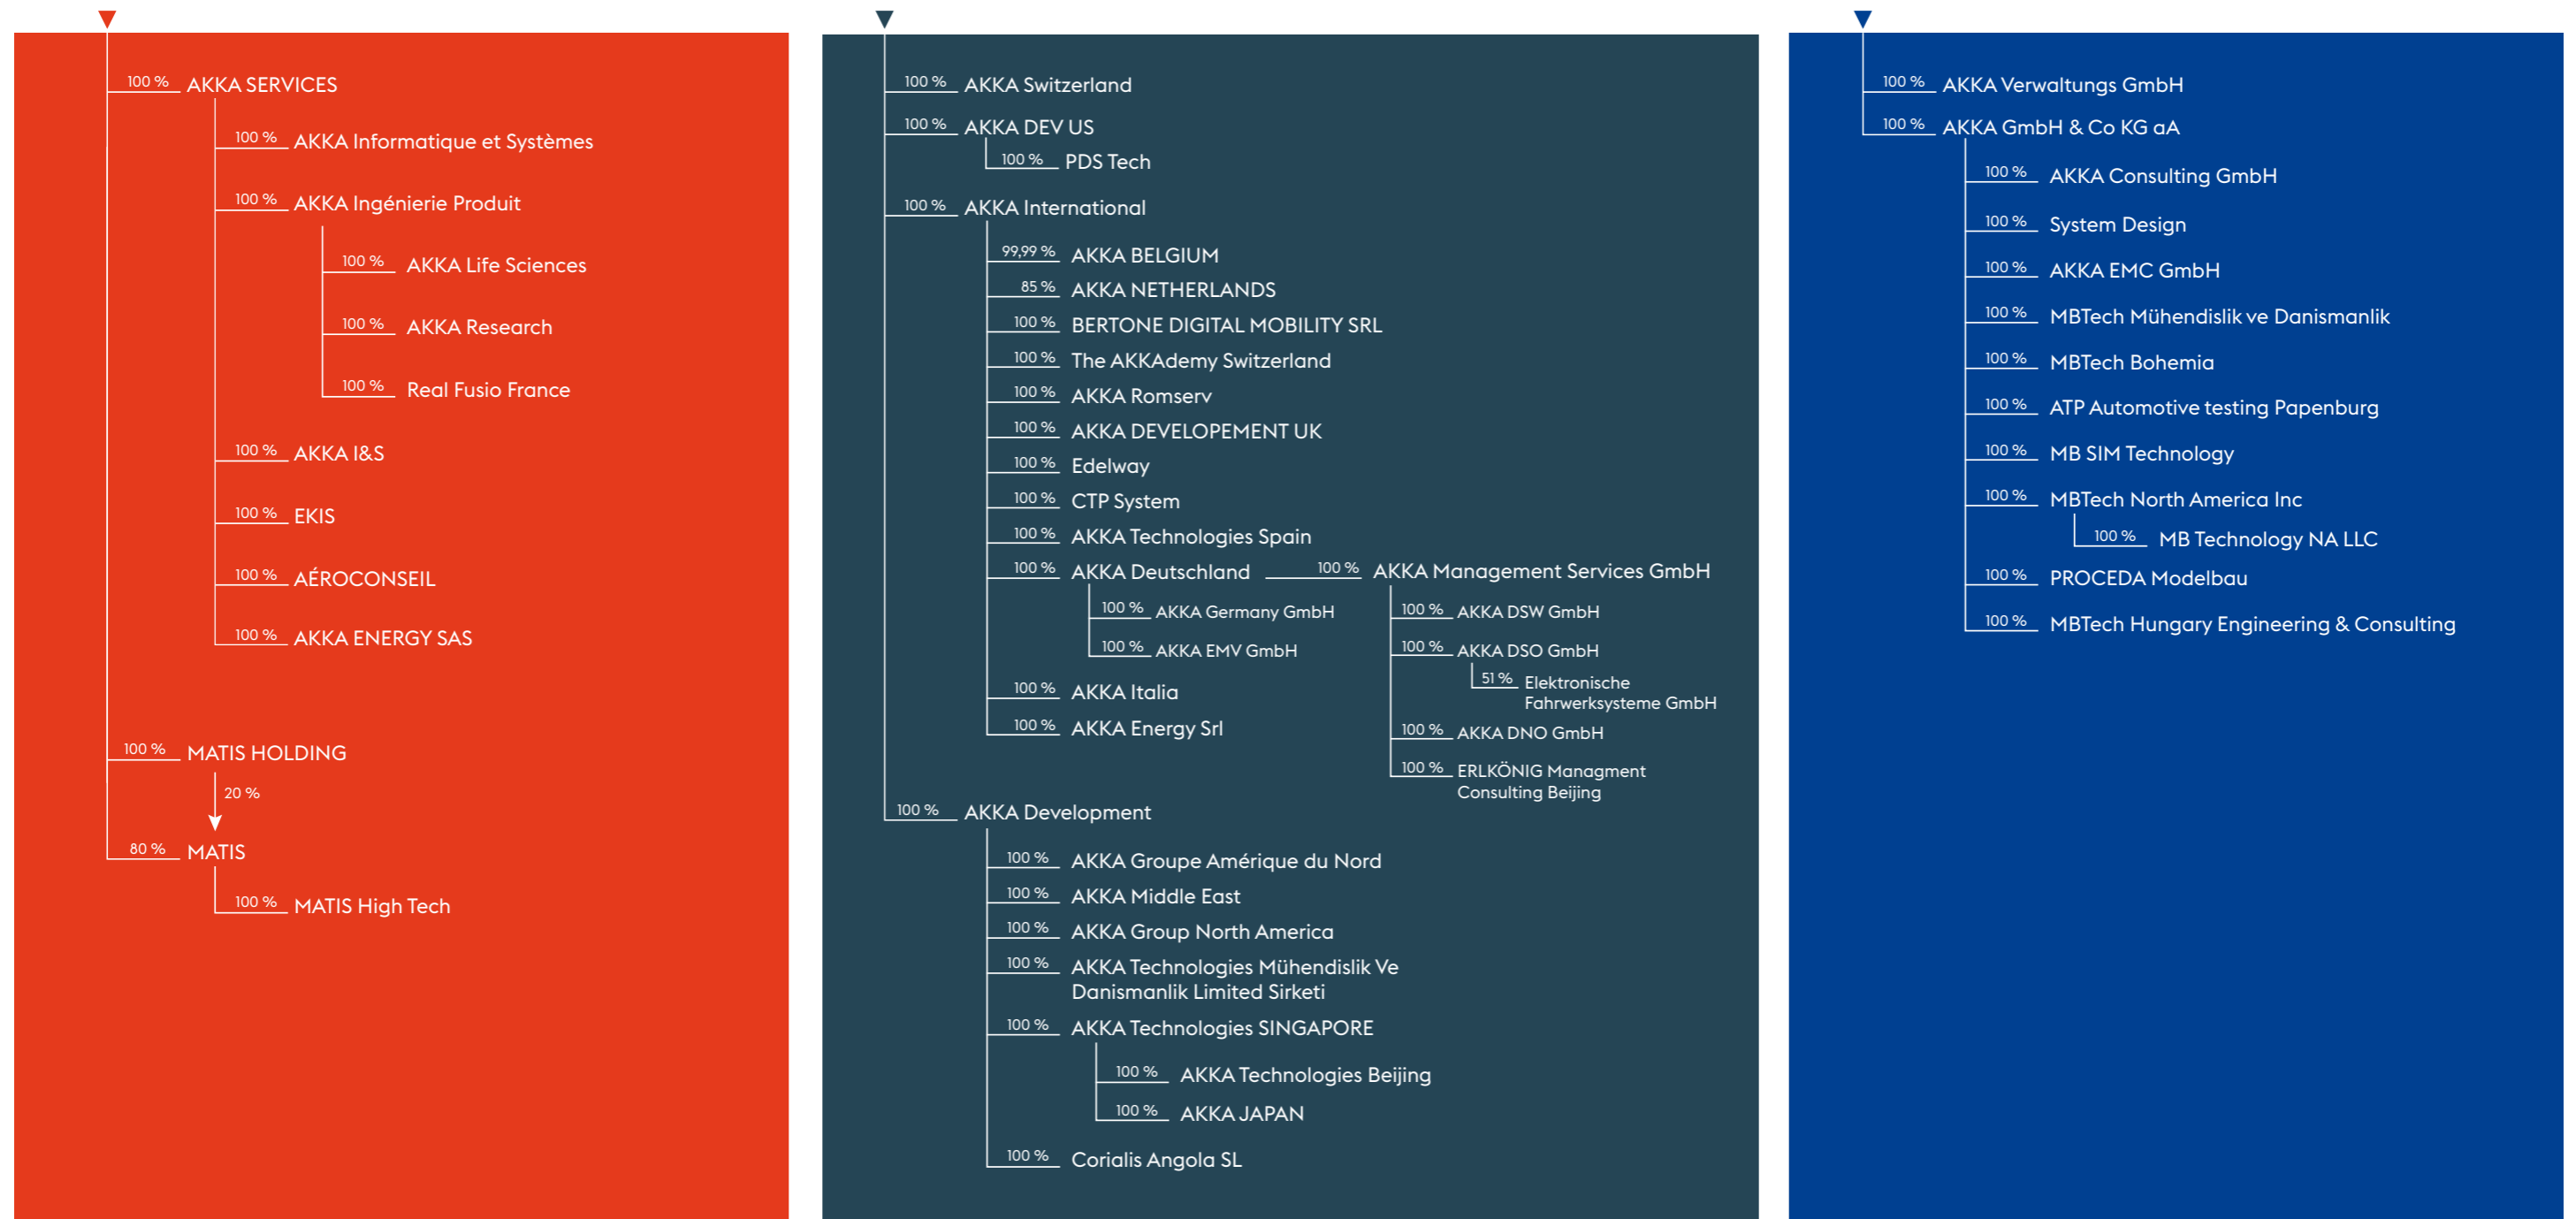 100 % AKKA SERVICES
100 % AKKA Informatique et Systèmes
100 % AKKA Ingénierie Produit
100 % AKKA Life Sciences
100 % AKKA Research
100 % Real Fusio France
100 % AKKA I&S
100 % EKIS
100 % AÉROCONSEIL
100 % AKKA ENERGY SAS
100 % MATIS HOLDING
20 %
80 % MATIS
100 % MATIS High Tech
100 % AKKA Switzerland
100 % AKKA DEV US
100 % PDS Tech
100 % AKKA International
99,99 % AKKA BELGIUM
85 % AKKA NETHERLANDS
100 % BERTONE DIGITAL MOBILITY SRL
100 % The AKKAdemy Switzerland
100 % AKKA Romserv
100 % AKKA DEVELOPEMENT UK
100 % Edelway
100 % CTP System
100 % AKKA Technologies Spain
100 % AKKA Deutschland 100 % AKKA Management Services GmbH
100 % AKKA Germany GmbH
100 % AKKA EMV GmbH
100 % AKKA DSW GmbH
100 % AKKA DSO GmbH
51 % Elektronische
Fahrwerksysteme GmbH
100 % AKKA DNO GmbH
100 % ERLKÖNIG Managment
Consulting Beijing
100 % AKKA Italia
100 % AKKA Energy Srl
100 % AKKA Development
100 % AKKA Groupe Amérique du Nord
100 % AKKA Middle East
100 % AKKA Group North America
100 % AKKA Technologies Mühendislik Ve
Danismanlik Limited Sirketi
100 % AKKA Technologies SINGAPORE
100 % AKKA Technologies Beijing
100 % AKKA JAPAN
100 % Corialis Angola SL
100 % AKKA Verwaltungs GmbH
100 % AKKA GmbH & Co KG aA
100 % AKKA Consulting GmbH
100 % System Design
100 % AKKA EMC GmbH
100 % MBTech Mühendislik ve Danismanlik
100 % MBTech Bohemia
100 % ATP Automotive testing Papenburg
100 % MB SIM Technology
100 % MBTech North America Inc
100 % MB Technology NA LLC
100 % PROCEDA Modelbau
100 % MBTech Hungary Engineering & Consulting